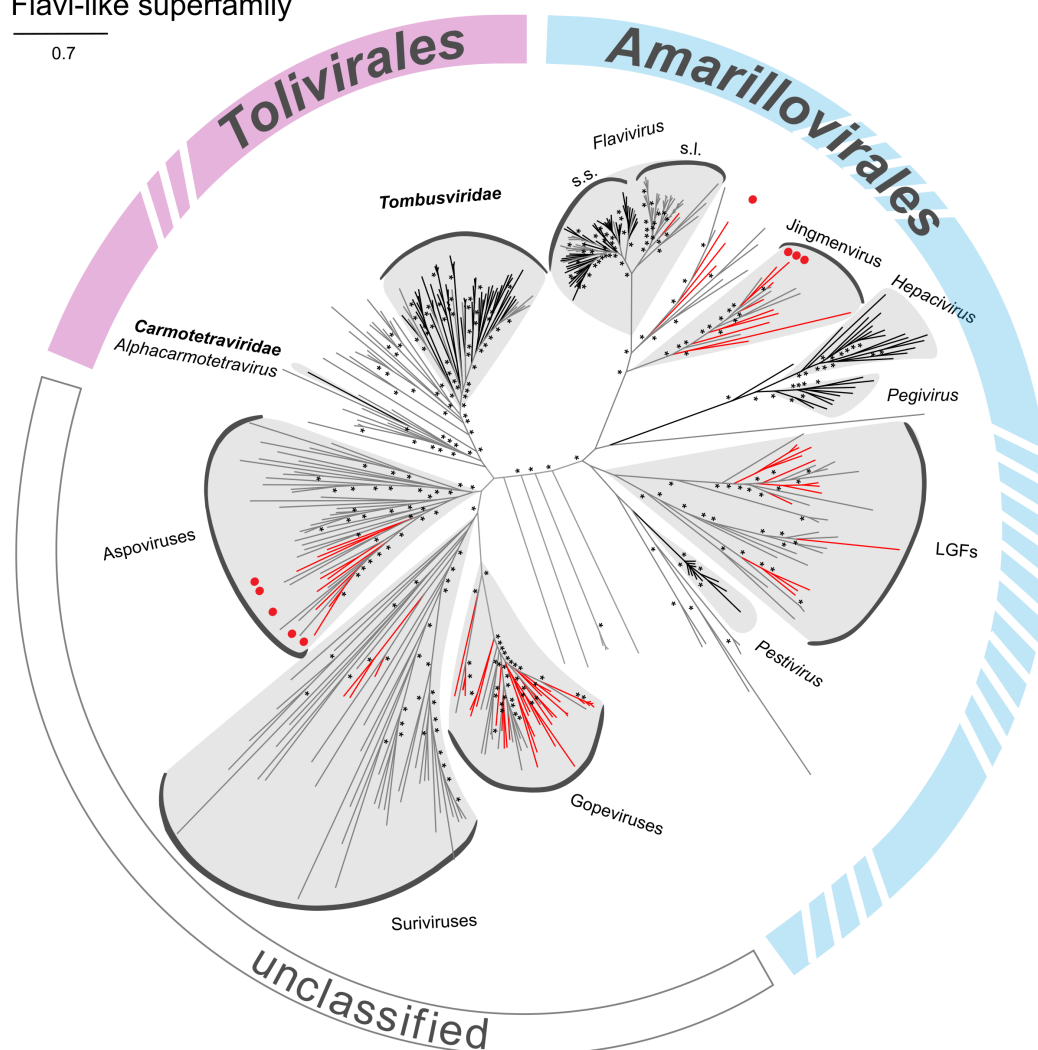 Flavi-like superfamily
0.7
Tolivirales
Amarillovirales
Flavivirus
s.s.
s.l.
Tombusviridae
Jingmenvirus
Hepacivirus
Carmotetraviridae
Alphacarmotetravirus
Pegivirus
Aspoviruses
LGFs
Pestivirus
Gopeviruses
Suriviruses
unclassified